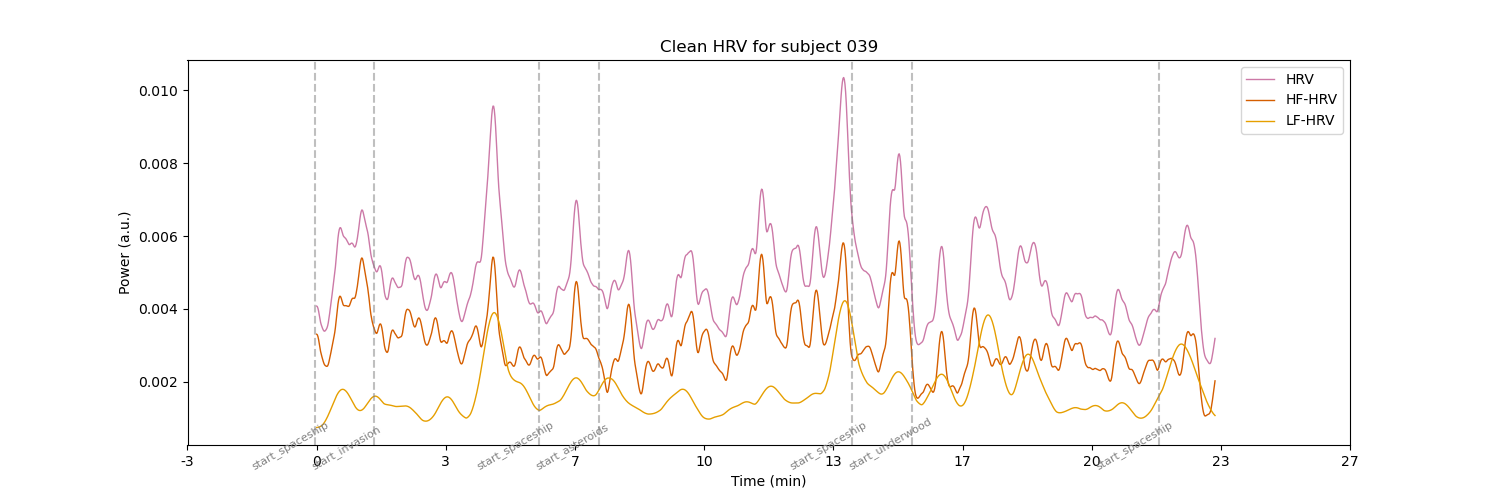 Clean HRV for subject 039
HRV
HF-HRV
LF-HRV
Power (a.u.)
0.010
0.008
0.006
0.004
0.002
start_spaceship
start_invasion
start_spaceship
start_asteroids
start_spaceship
start_underwood
start_spaceship
-3 0 3 7 10 13 17 20 23 27
Time (min)